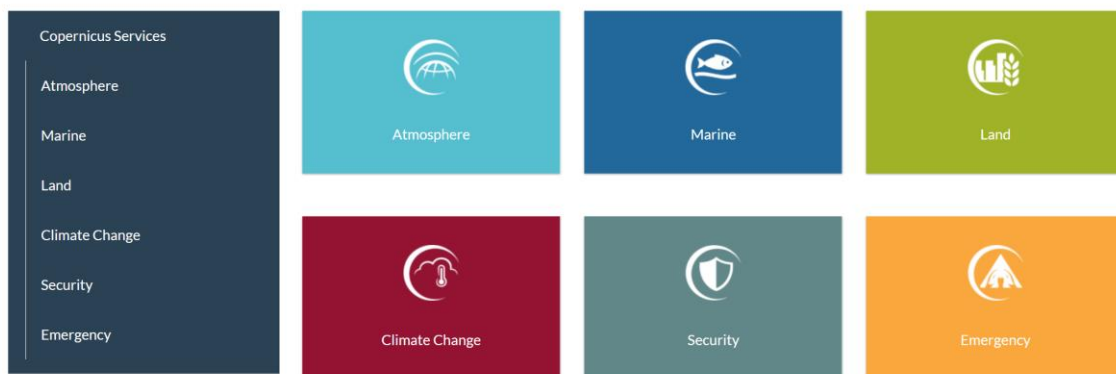 Copernicus Services
Atmosphere
Marine
Land
Climate Change
Security
Emergency
Atmosphere
Marine
Land
Climate Change
Security
Emergency